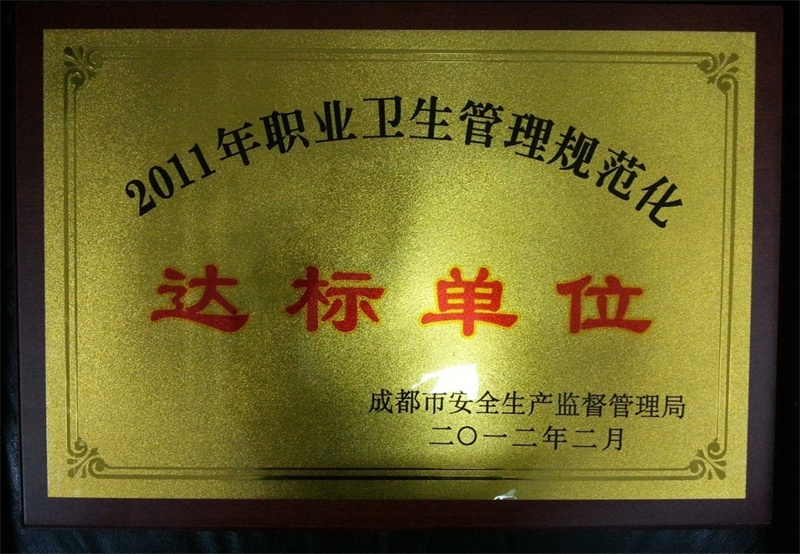 2011年职业卫生管理规范化
达标单位
成都市安全生产监督管理局
二〇一二年二月